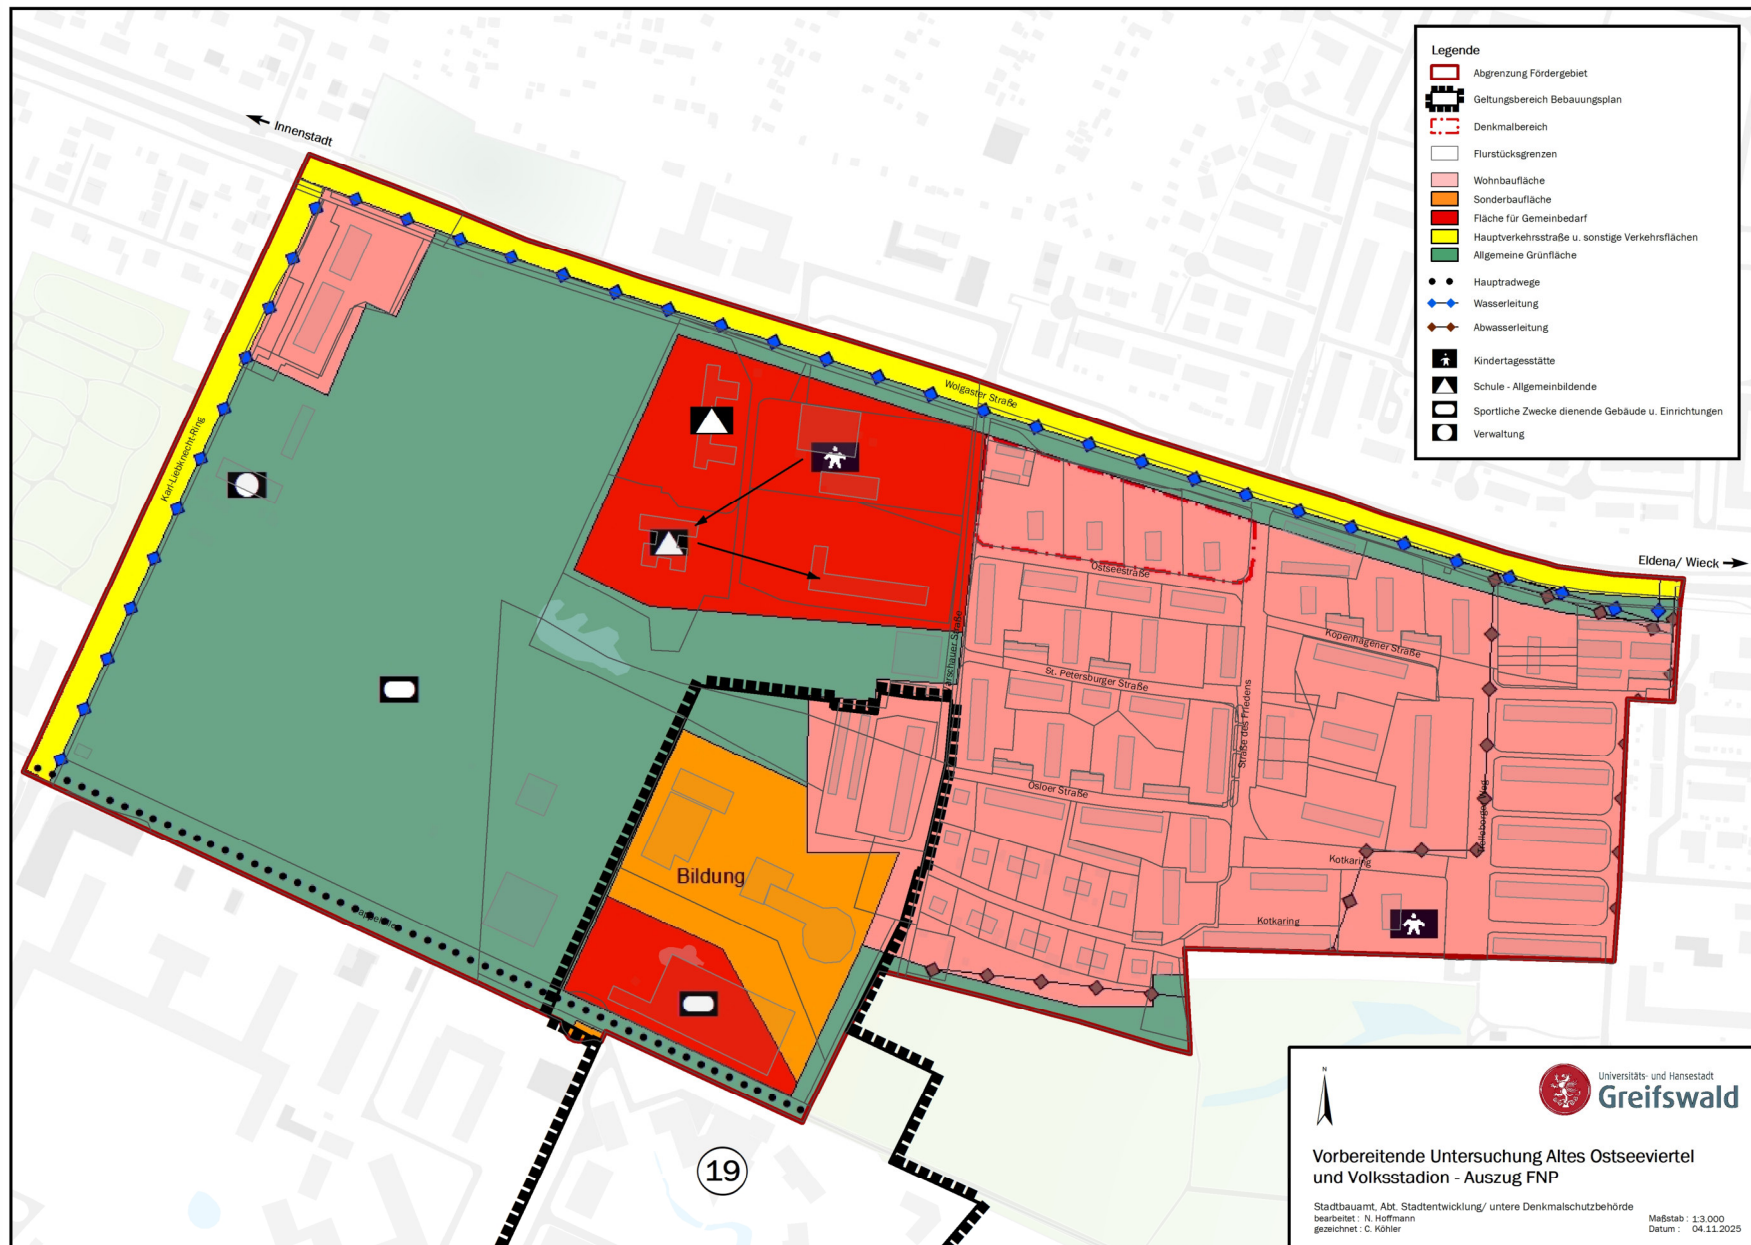 Legende
Abgrenzung Fördergebiet
Geltungsbereich Bebauungsplan
Denkmalbereich
Flurstücksgrenzen
Wohnbaufläche
Sonderbaufläche
Fläche für Gemeinbedarf
Hauptverkehrsstraße u. sonstige Verkehrsflächen
Allgemeine Grünfläche
Hauptradwege
Wasserleitung
Abwasserleitung
Kindertagesstätte
Schule - Allgemeinbildende
Sportliche Zwecke dienende Gebäude u. Einrichtungen
Verwaltung
Innenstadt
Wolgaster Straße
Karl-Liebknecht-Ring
Eldena/ Wieck
Ostseestraße
Kopenhagener Straße
St. Petersburger Straße
Straße des Friedens
Osloer Straße
Kotkaring
Kotkaring
Bildung
19
N
Universitäts- und Hansestadt
Greifswald
Vorbereitende Untersuchung Altes Ostseeviertel
und Volksstadion - Auszug FNP
Stadtbauamt, Abt. Stadtentwicklung/ untere Denkmalschutzbehörde
bearbeitet : N. Hoffmann
gezeichnet : C. Köhler
Maßstab : 1:3.000
Datum : 04.11.2025